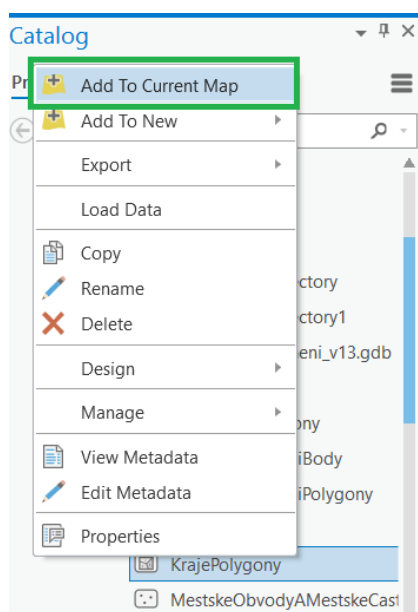 Catalog
Pr
Add To Current Map
Add To New
Export
Load Data
Copy
Rename
ctory
Delete
ctory1
eni_v13.gdb
Design
Manage
ony
View Metadata
iBody
Edit Metadata
iPolygony
Properties
KrajePolygony
MestskeObvodyAMestskeCast